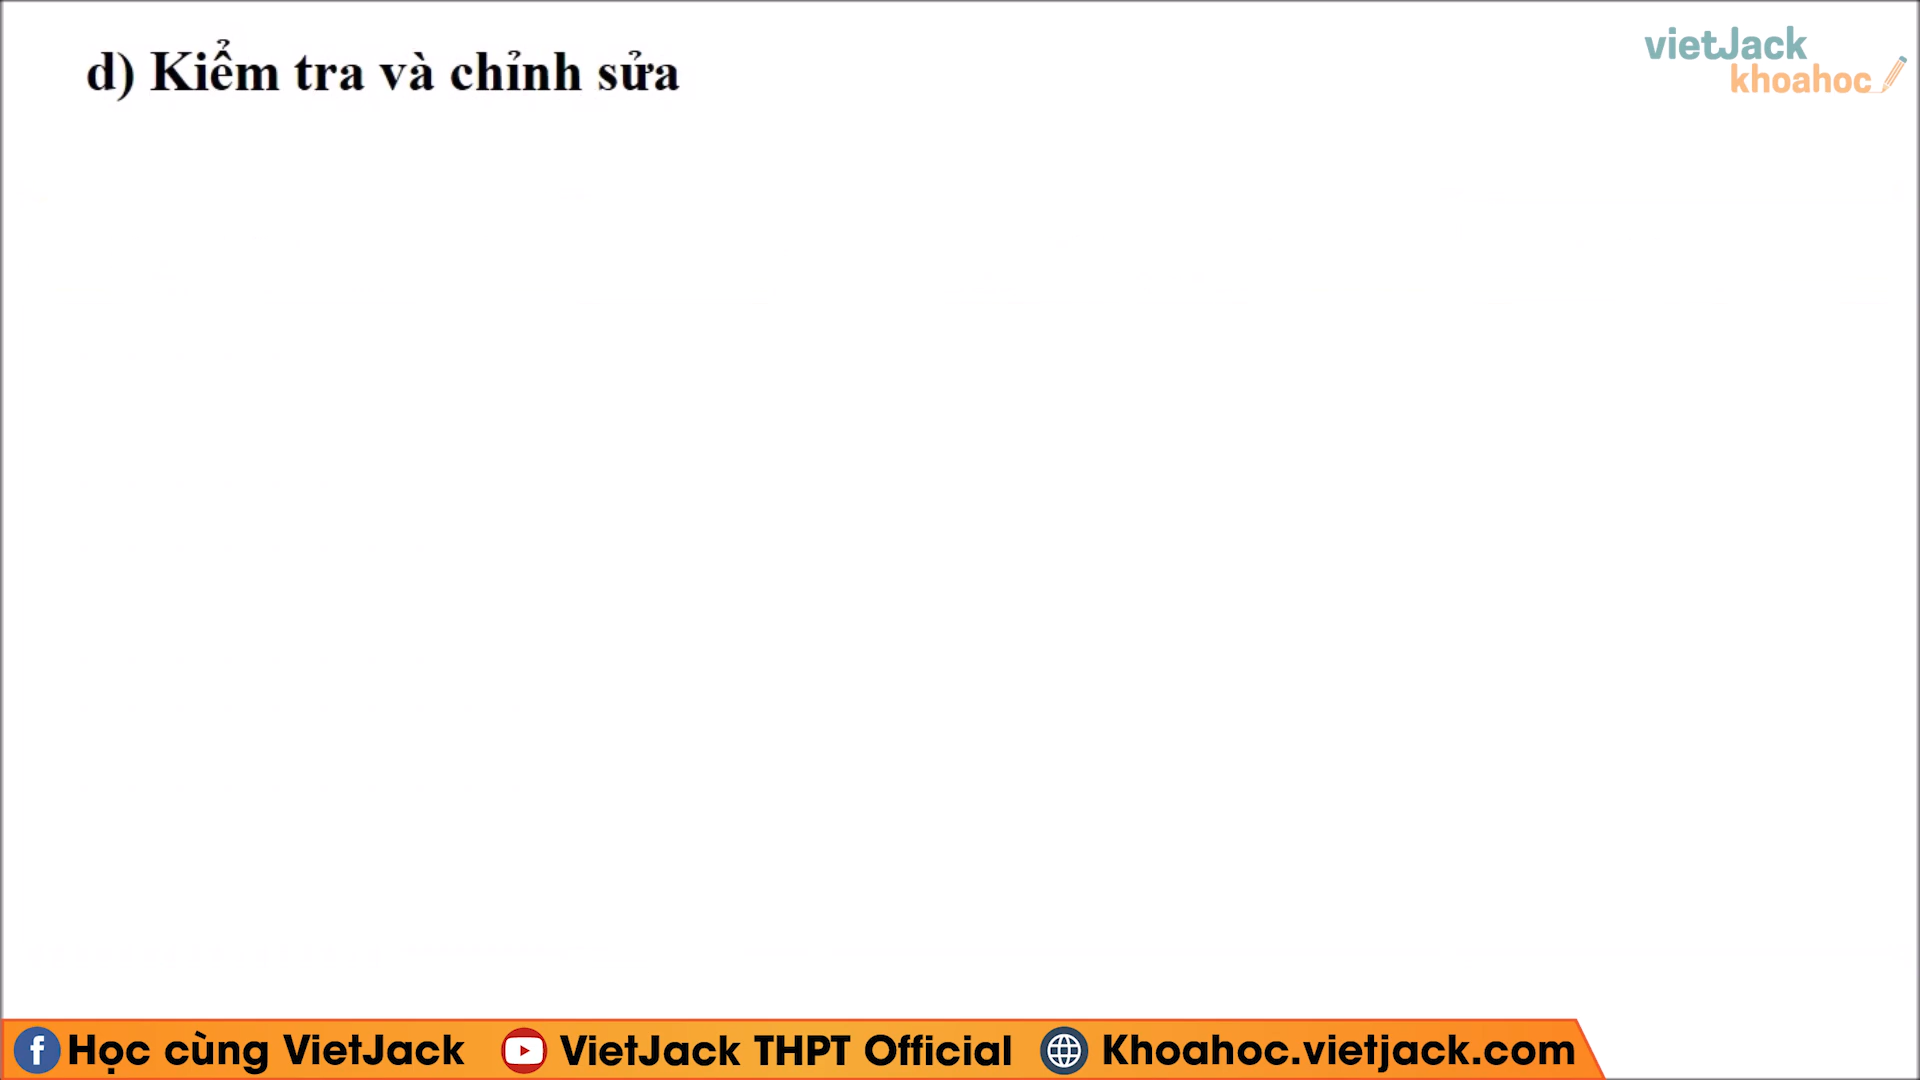 d) Kiểm tra và chỉnh sửa
vietJack
khoahoc
Học cùng VietJack
VietJack THPT Official
Khoahoc.vietjack.com